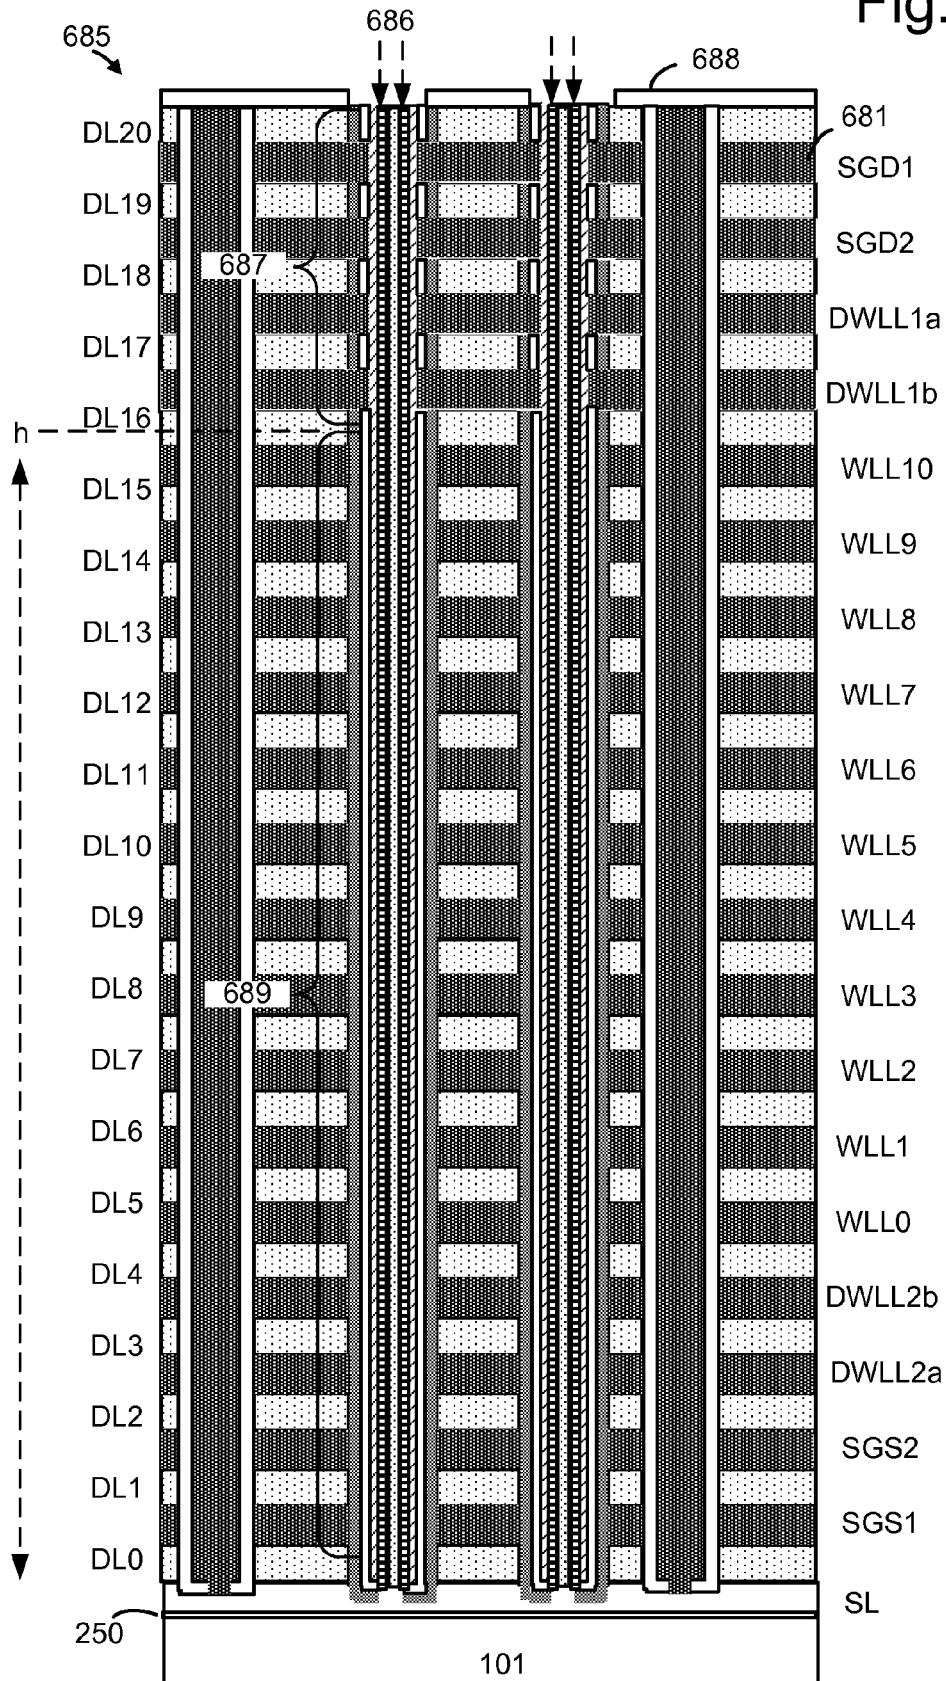 Fig.
685
686
688
DL20
681
SGD1
DL19
SGD2
687
DL18
DWLL1a
DL17
DWLL1b
DL16
h
WLL10
DL15
WLL9
DL14
WLL8
DL13
WLL7
DL12
WLL6
DL11
WLL5
DL10
WLL4
DL9
DL8
689
WLL3
DL7
WLL2
DL6
WLL1
DL5
WLL0
DL4
DWLL2b
DL3
DWLL2a
DL2
SGS2
DL1
SGS1
DL0
SL
250
101